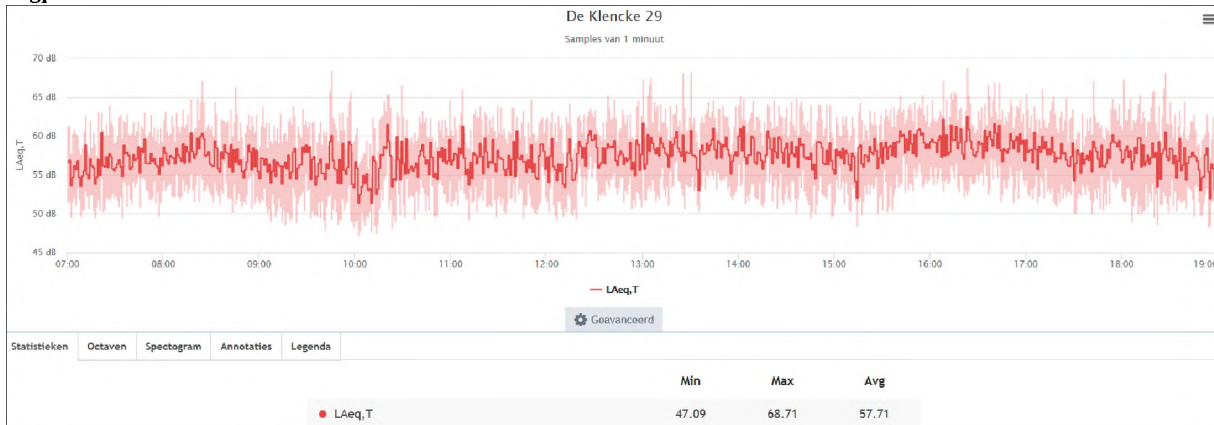 De Klencke 29
Samples van 1 minuut
LAeq,T
70 dB
65 dB
60 dB
55 dB
50 dB
45 dB
07:00 08:00 09:00 10:00 11:00 12:00 13:00 14:00 15:00 16:00 17:00 18:00 19:00
LAeq,T
Geavanceerd
Statistieken Octaven Spectogram Annotaties Legenda
Min Max Avg
LAeq,T 47.09 68.71 57.71